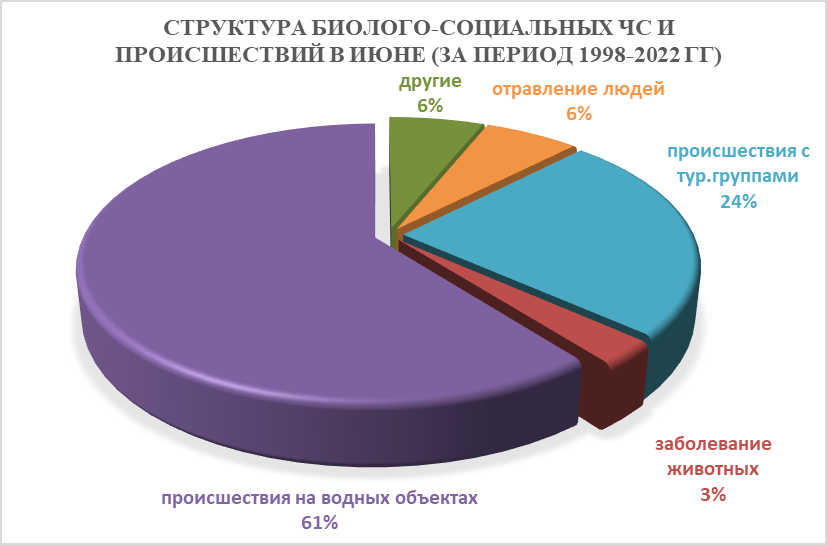 СТРУКТУРА БИОЛОГО-СОЦИАЛЬНЫХ ЧС И
ПРОИСШЕСТВИЙ В ИЮНЕ (ЗА ПЕРИОД 1998-2022 ГГ)
другие
6%
отравление людей
6%
происшествия с
тур.группами
24%
заболевание
животных
3%
происшествия на водных объектах
61%